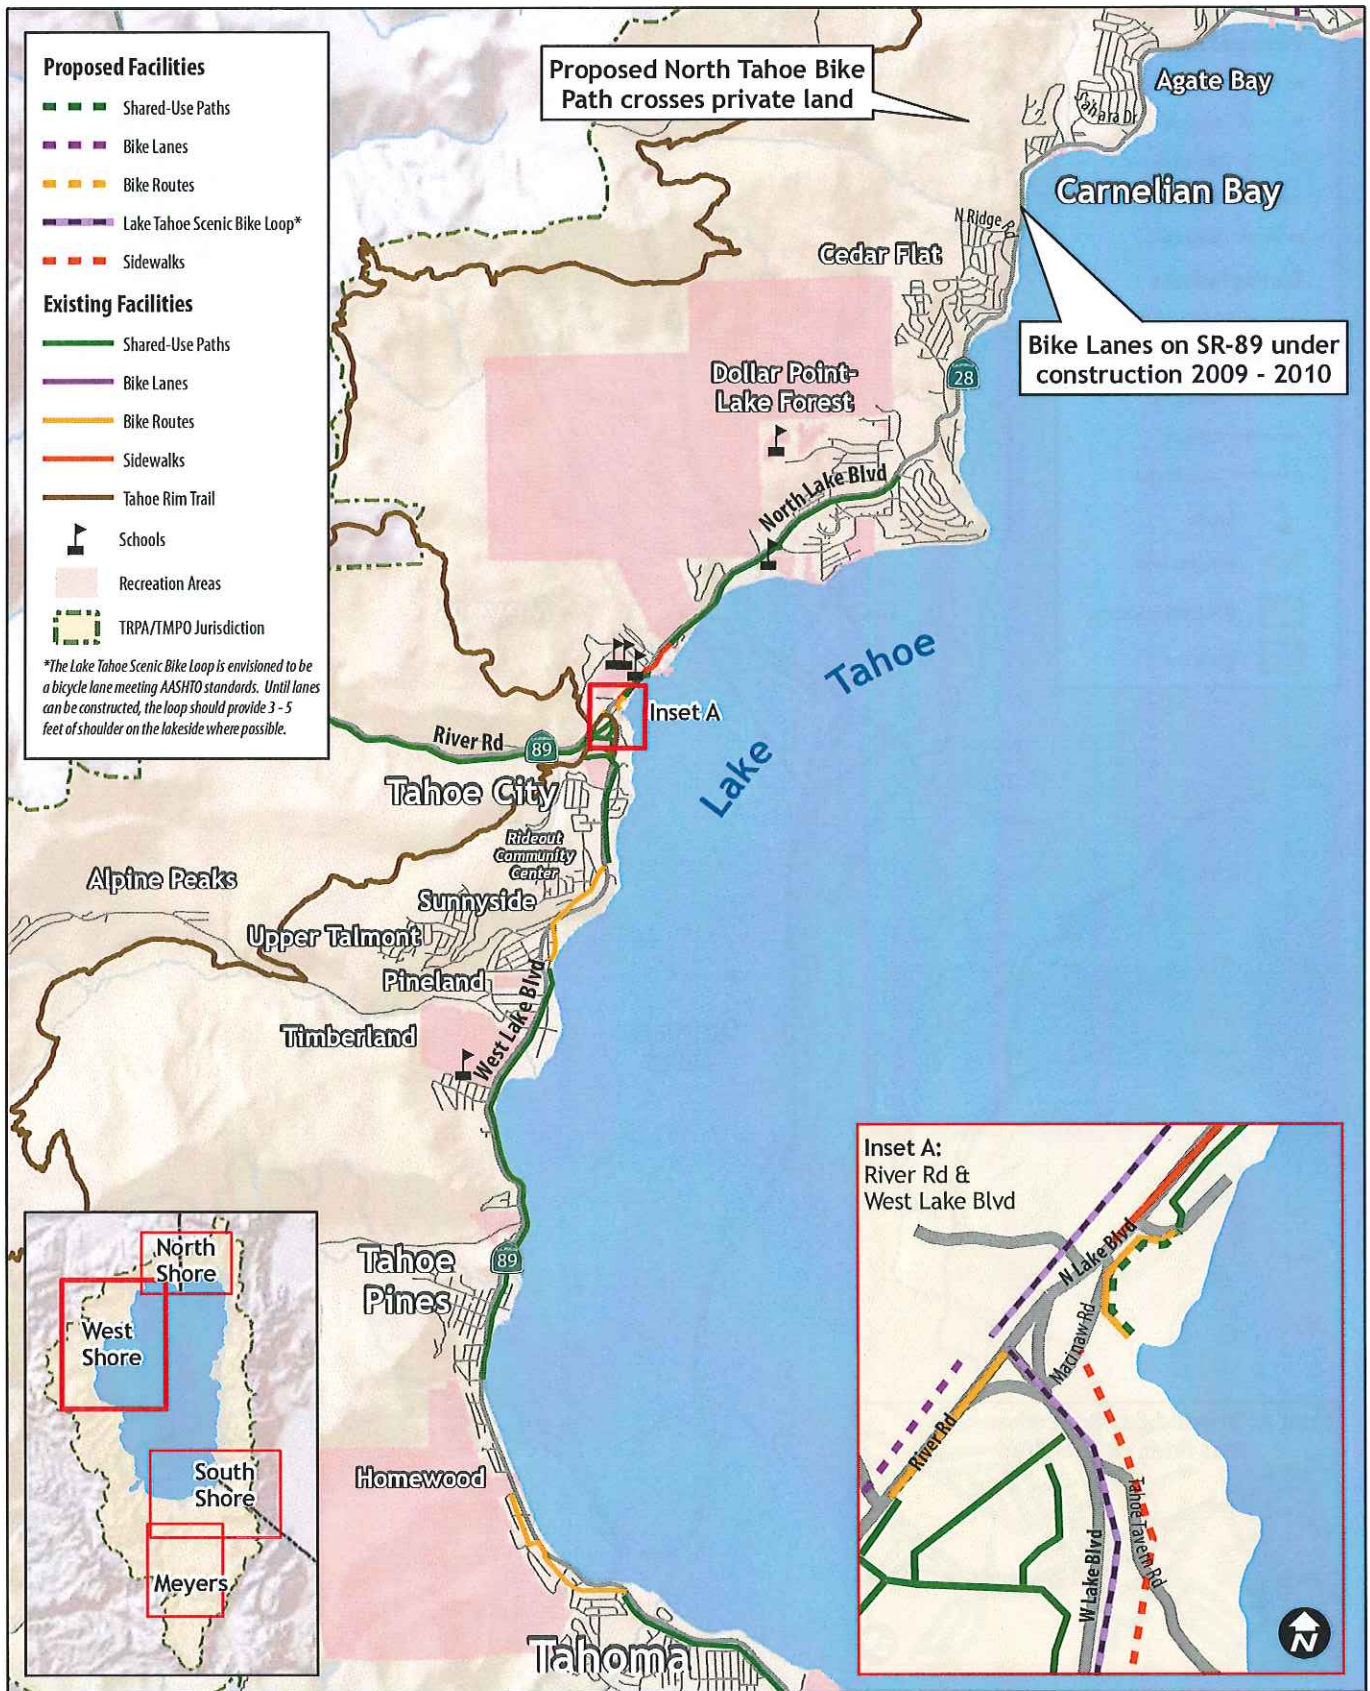 Proposed Facilities
Shared-Use Paths
Bike Lanes
Bike Routes
Lake Tahoe Scenic Bike Loop*
Sidewalks
Existing Facilities
Shared-Use Paths
Bike Lanes
Bike Routes
Sidewalks
Tahoe Rim Trail
Schools
Recreation Areas
TRPA/TMPO Jurisdiction
*The Lake Tahoe Scenic Bike Loop is envisioned to be
a bicycle lane meeting AASHTO standards. Until lanes
can be constructed, the loop should provide 3 - 5
feet of shoulder on the lakeside where possible.
Proposed North Tahoe Bike
Path crosses private land
Agate Bay
Sahara Dr
Carnelian Bay
N Ridge Rd
Cedar Flat
Bike Lanes on SR-89 under
construction 2009 - 2010
28
Dollar Point-
Lake Forest
North Lake Blvd
Tahoe
Lake
Inset A
River Rd
89
Tahoe City
Rideout
Community
Center
Alpine Peaks
Sunnyside
Upper Talmont
Pineland
West Lake Blvd
Timberland
Tahoe
Pines
89
Homewood
Tahoma
North
Shore
West
Shore
South
Shore
Meyers
Inset A:
River Rd &
West Lake Blvd
N Lake Blvd
Macinaw Rd
River Rd
W Lake Blvd
Tahoe Tavern Rd
N